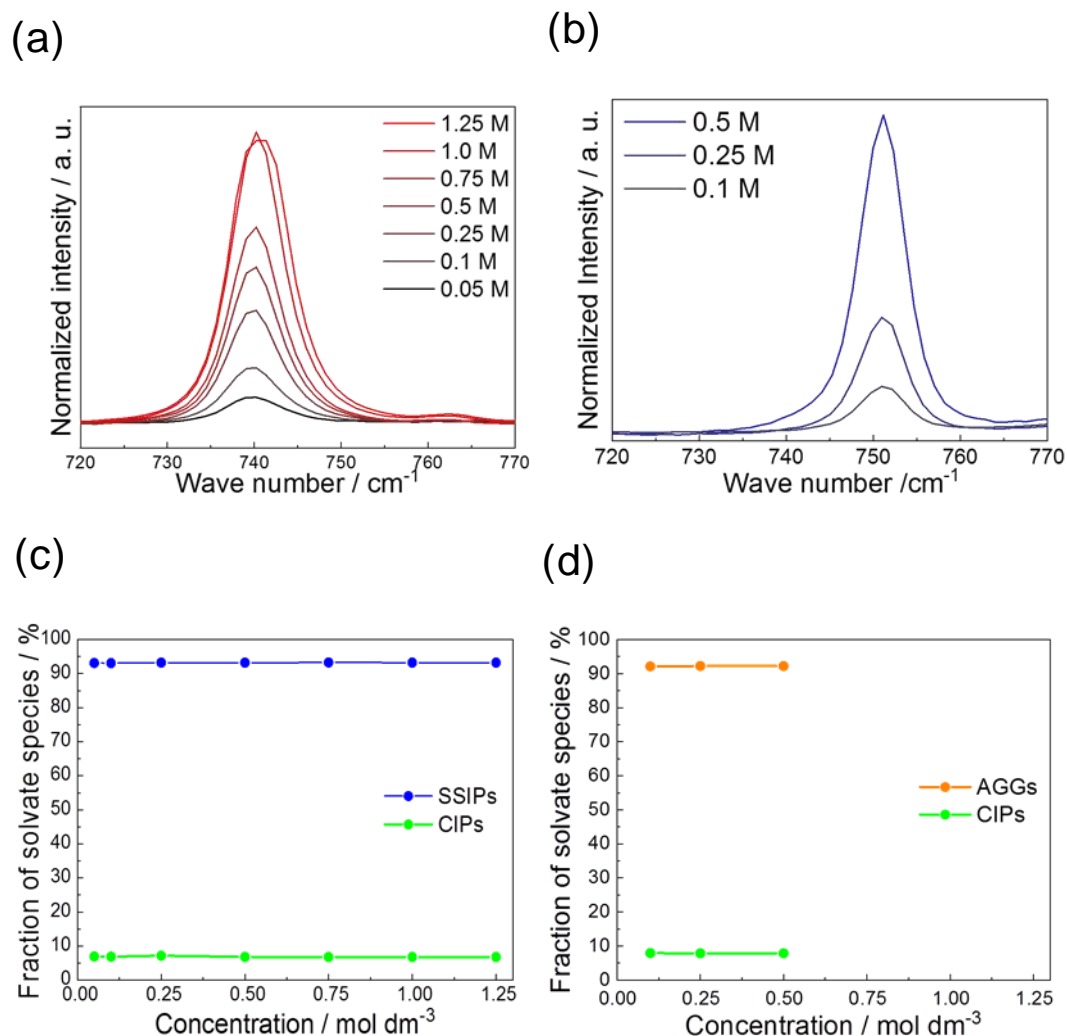 (a)
Normalized intensity / a. u.
1.25 M
1.0 M
0.75 M
0.5 M
0.25 M
0.1 M
0.05 M
720 730 740 750 760 770
Wave number / cm⁻¹
(b)
Normalized Intensity / a. u.
0.5 M
0.25 M
0.1 M
720 730 740 750 760 770
Wave number /cm⁻¹
(c)
Fraction of solvate species / %
100
90
80
70
60
50
40
30
20
10
0
SSIPs
CIPs
0.00 0.25 0.50 0.75 1.00 1.25
Concentration / mol dm⁻³
(d)
Fraction of solvate species / %
100
90
80
70
60
50
40
30
20
10
0
AGGs
CIPs
0.00 0.25 0.50 0.75 1.00 1.25
Concentration / mol dm⁻³